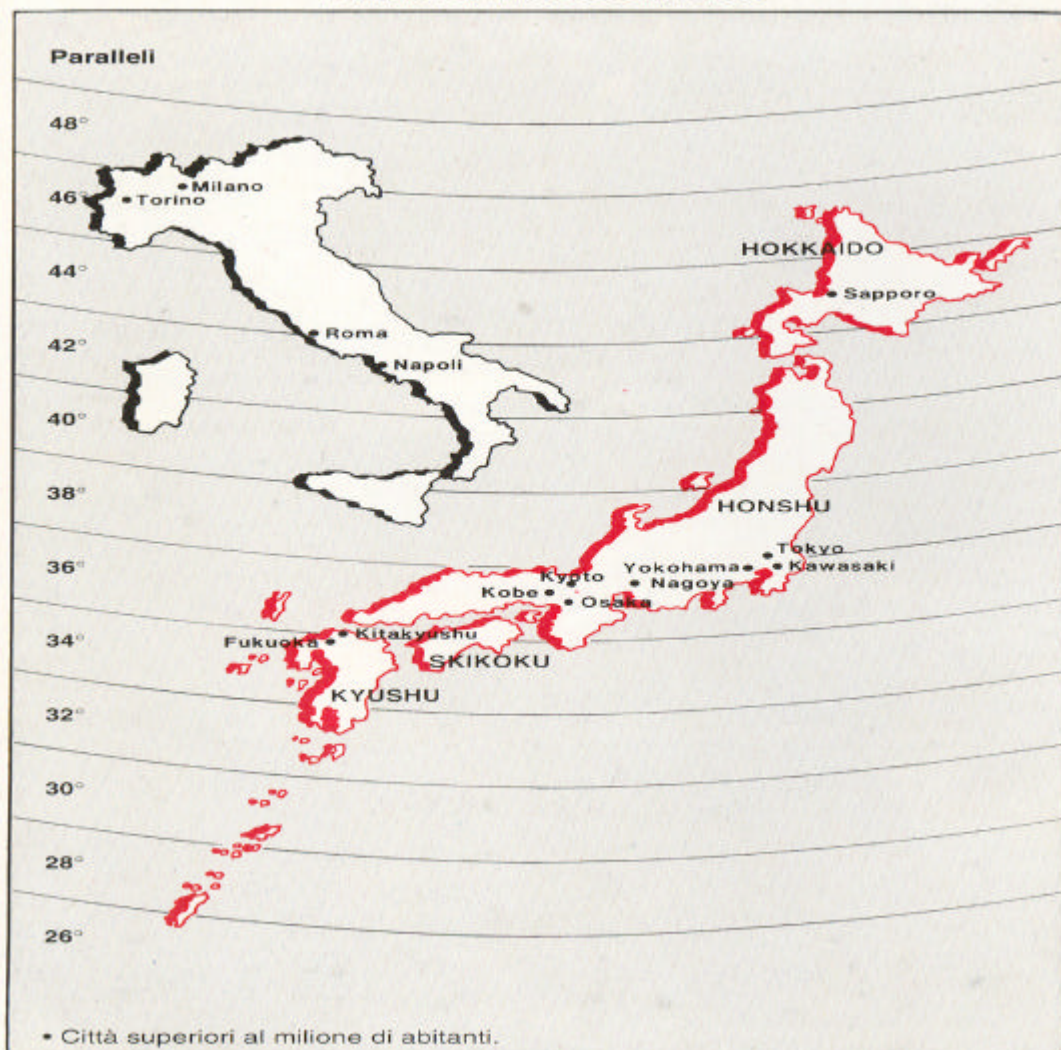 Paralleli
48°
Milano
46°
Torino
HOKKAIDO
44°
Sapporo
Roma
42°
Napoli
40°
38°
HONSHU
Tokyo
36°
Yokohama
Kawasaki
Kyoto
Nagoya
Kobe
Osaka
34°
Kitakyushu
Fukuoka
SKIKOKU
KYUSHU
32°
30°
28°
26°
• Città superiori al milione di abitanti.